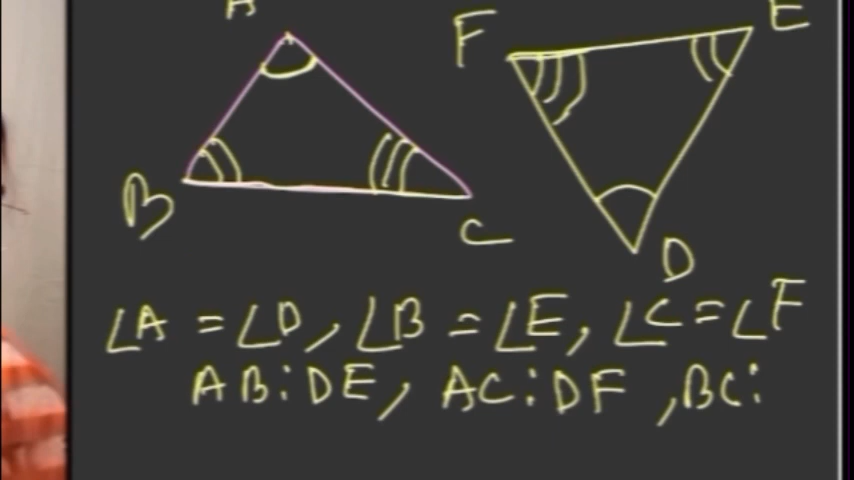 A
F
E
B
C
D
∠A = ∠D, ∠B = ∠E, ∠C = ∠F
AB:DE, AC:DF, BC: